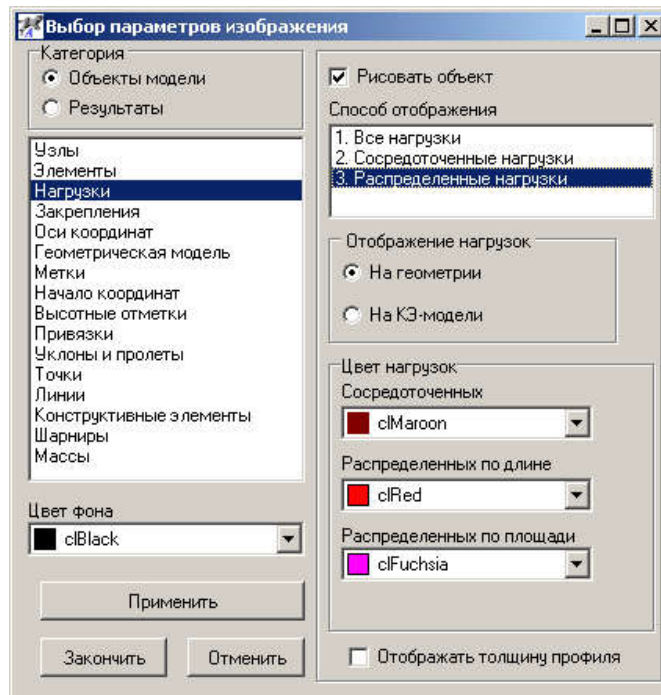 Выбор параметров изображения
Категория
Объекты модели
Результаты
Узлы
Элементы
Нагрузки
Закрепления
Оси координат
Геометрическая модель
Метки
Начало координат
Высотные отметки
Привязки
Уклоны и пролеты
Точки
Линии
Конструктивные элементы
Шарниры
Массы
Цвет фона
clBlack
Применить
Закончить
Отменить
Рисовать объект
Способ отображения
1. Все нагрузки
2. Сосредоточенные нагрузки
3. Распределенные нагрузки
Отображение нагрузок
На геометрии
На КЭ-модели
Цвет нагрузок
Сосредоточенных
clMaroon
Распределенных по длине
clRed
Распределенных по площади
clFuchsia
Отображать толщину профиля